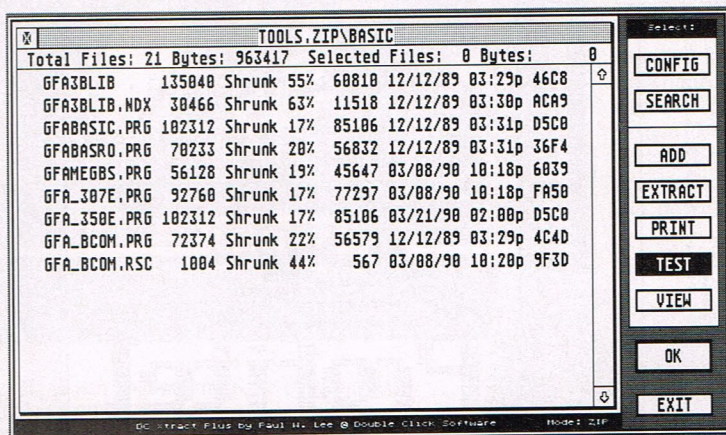 TOOLS.ZIP\BASIC
Total Files: 21 Bytes: 963417 Selected Files: 0 Bytes: 0
GFA3BLIB 135040 Shrunk 55% 60810 12/12/89 03:29p 46C8
GFA3BLIB.NDX 30466 Shrunk 63% 11518 12/12/89 03:30p ACA9
GFABASIC.PRG 102312 Shrunk 17% 85106 12/12/89 03:31p D5C0
GFABASRO.PRG 70233 Shrunk 20% 56832 12/12/89 03:31p 36F4
GFAMEGBS.PRG 56128 Shrunk 19% 45647 03/08/90 10:18p 6039
GFA_307E.PRG 92760 Shrunk 17% 77297 03/08/90 10:18p FA50
GFA_350E.PRG 102312 Shrunk 17% 85106 03/21/90 02:00p D5C0
GFA_BCOM.PRG 72374 Shrunk 22% 56579 12/12/89 03:29p 4C4D
GFA_BCOM.RSC 1004 Shrunk 44% 567 03/08/90 10:20p 9F3D
DC Xtract Plus by Paul W. Lee @ Double Click Software Mode: ZIP
Select:
CONFIG
SEARCH
ADD
EXTRACT
PRINT
TEST
VIEW
OK
EXIT